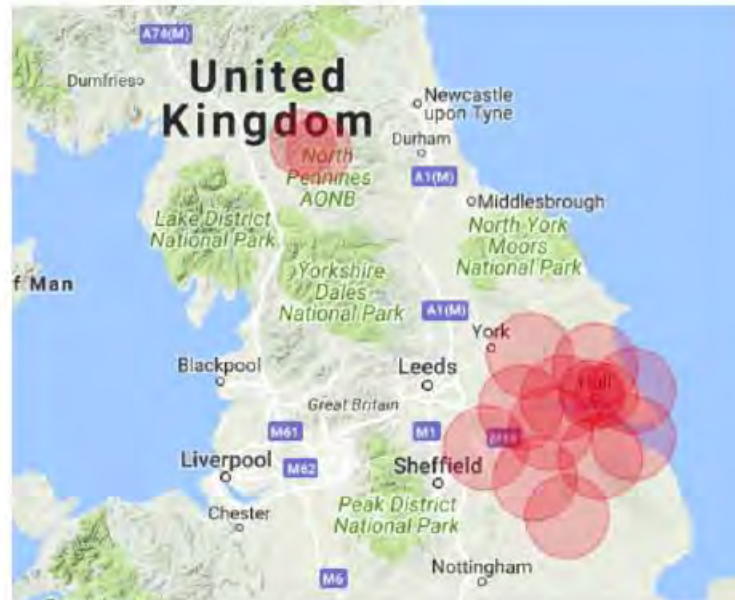 A74(M)
Dumfries
United
Kingdom
Newcastle
upon Tyne
Durham
North
Pennines
AONB
A1(M)
Middlesbrough
Lake District
National Park
North York
Moors
National Park
Yorkshire
Dales
National Park
f Man
A1(M)
York
Blackpool
Leeds
Hull
Great Britain
M61
M1
Liverpool
M62
Sheffield
Peak District
National Park
Chester
M6
Nottingham